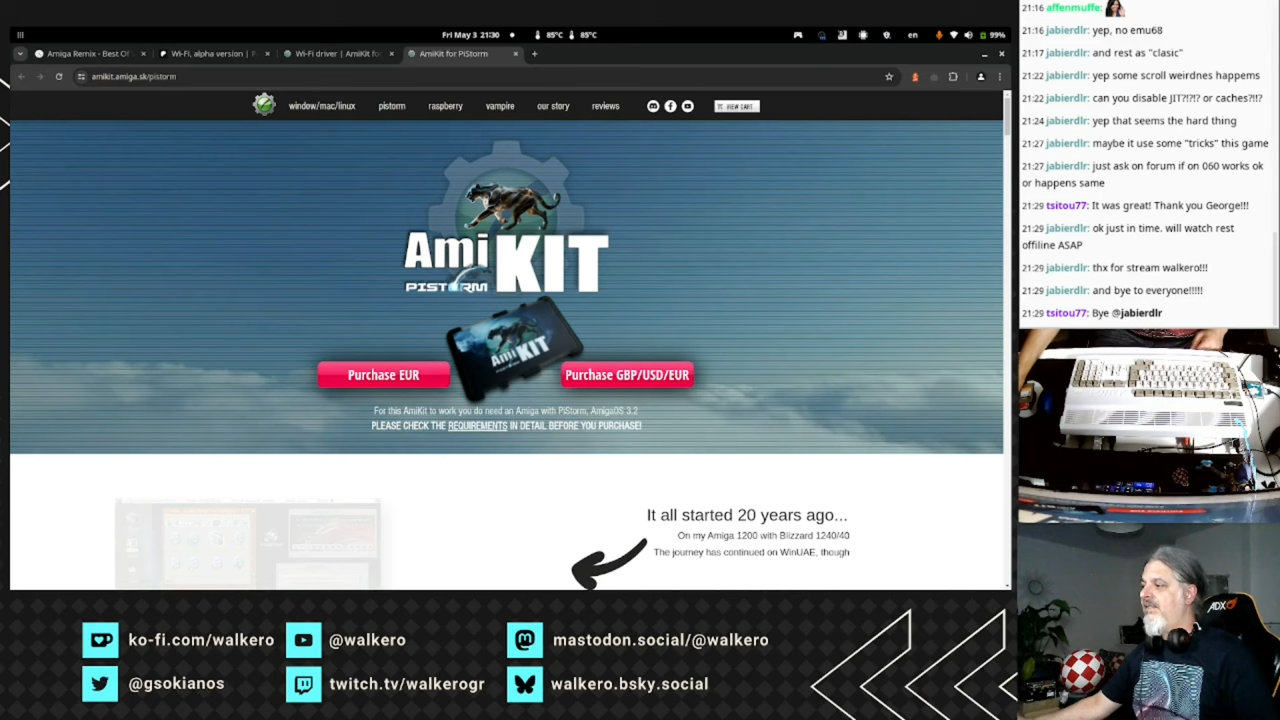 Fri May 3 21:30
85°C
85°C
en
99%
Amiga Remix - Best Of
Wi-Fi, alpha version | P
Wi-Fi driver | AmiKit fo
AmiKit for PiStorm
amikit.amiga.sk/pistorm
window/mac/linux
pistorm
raspberry
vampire
our story
reviews
VIEW CART
Ami KIT
PISTORM
Ami KIT
Purchase EUR
Purchase GBP/USD/EUR
For this AmiKit to work you do need an Amiga with PiStorm, AmigaOS 3.2
PLEASE CHECK THE REQUIREMENTS IN DETAIL BEFORE YOU PURCHASE!
It all started 20 years ago...
On my Amiga 1200 with Blizzard 1240/40
The journey has continued on WinUAE, though
21:16 affenmuffe:
21:16 jabierdlr: yep, no emu68
21:17 jabierdlr: and rest as "clasic"
21:22 jabierdlr: yep some scroll weirdnes happems
21:22 jabierdlr: can you disable JIT?!?!? or caches?!!?
21:24 jabierdlr: yep that seems the hard thing
21:27 jabierdlr: maybe it use some "tricks" this game
21:27 jabierdlr: just ask on forum if on 060 works ok
or happens same
21:29 tsitou77: It was great! Thank you George!!!
21:29 jabierdlr: ok just in time. will watch rest
offiline ASAP
21:29 jabierdlr: thx for stream walkero!!!
21:29 jabierdlr: and bye to everyone!!!!!
21:29 tsitou77: Bye @jabierdlr
ADX
ko-fi.com/walkero
@walkero
mastodon.social/@walkero
@gsokianos
twitch.tv/walkerogr
walkero.bsky.social